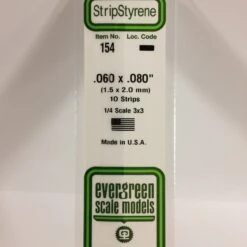 StripStyrene
Item No. Loc. Code
154
.060 x .080"
(1.5 x 2.0 mm)
10 Strips
1/4 Scale 3x3
Made in U.S.A.
evergreen
scale models